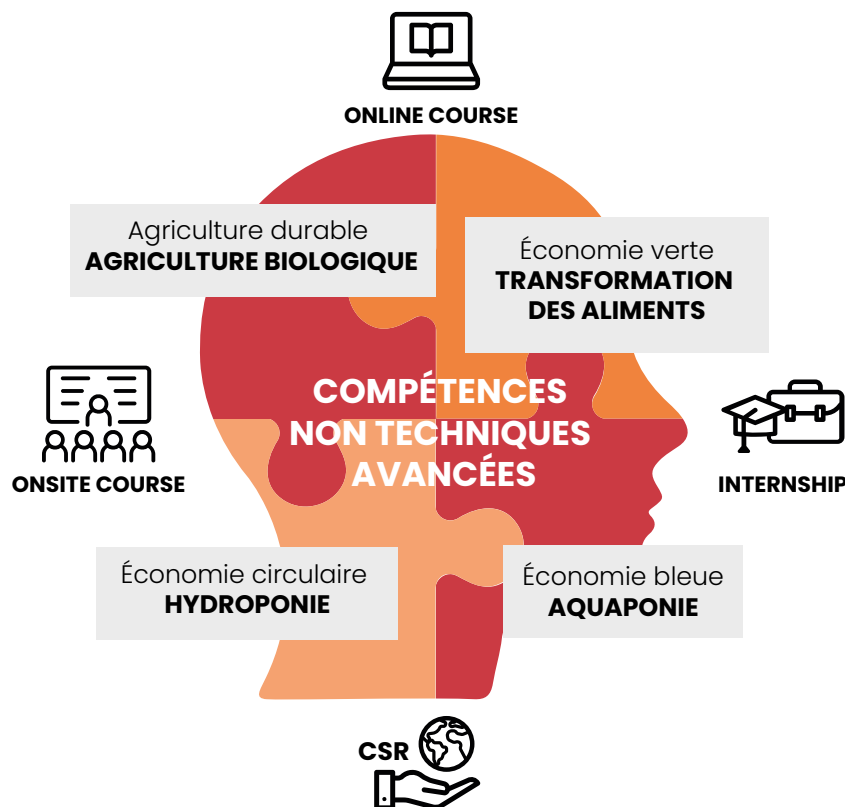 ONLINE COURSE
Agriculture durable
AGRICULTURE BIOLOGIQUE
Économie verte
TRANSFORMATION
DES ALIMENTS
COMPÉTENCES
NON TECHNIQUES
AVANCÉES
ONSITE COURSE
INTERNSHIP
Économie circulaire
HYDROPONIE
Économie bleue
AQUAPONIE
CSR